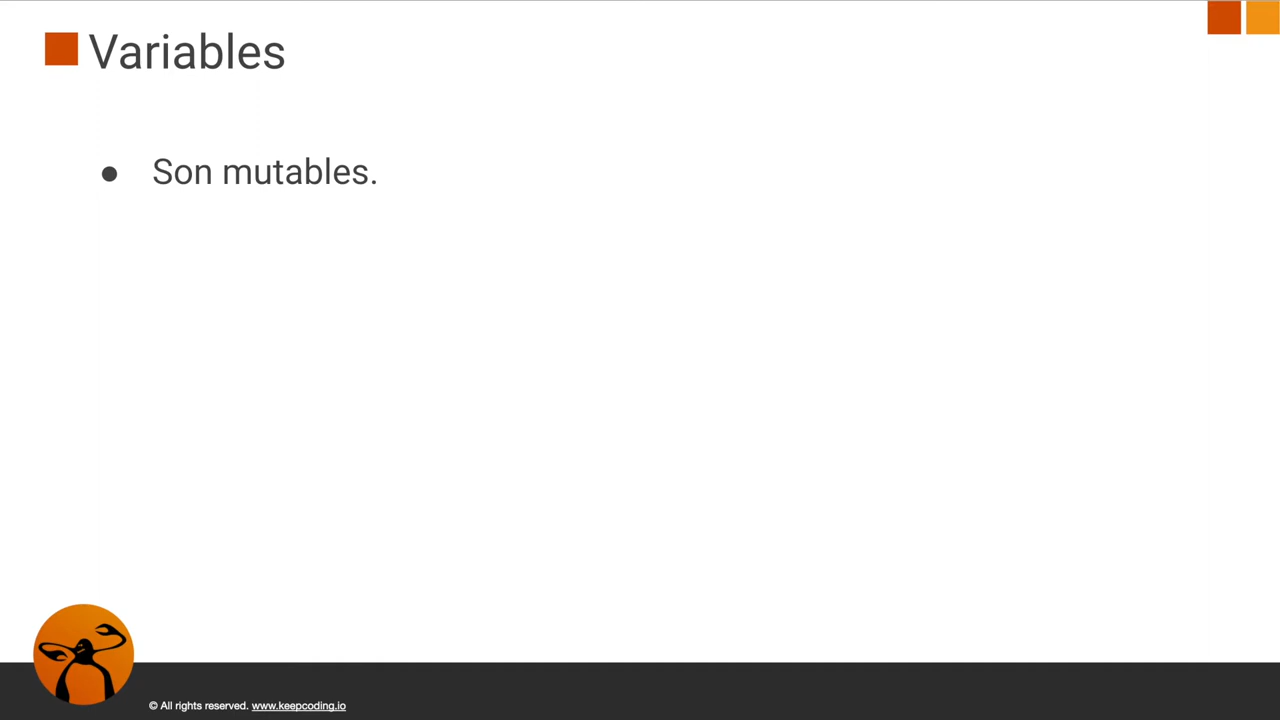 Variables
● Son mutables.
© All rights reserved. www.keepcoding.io